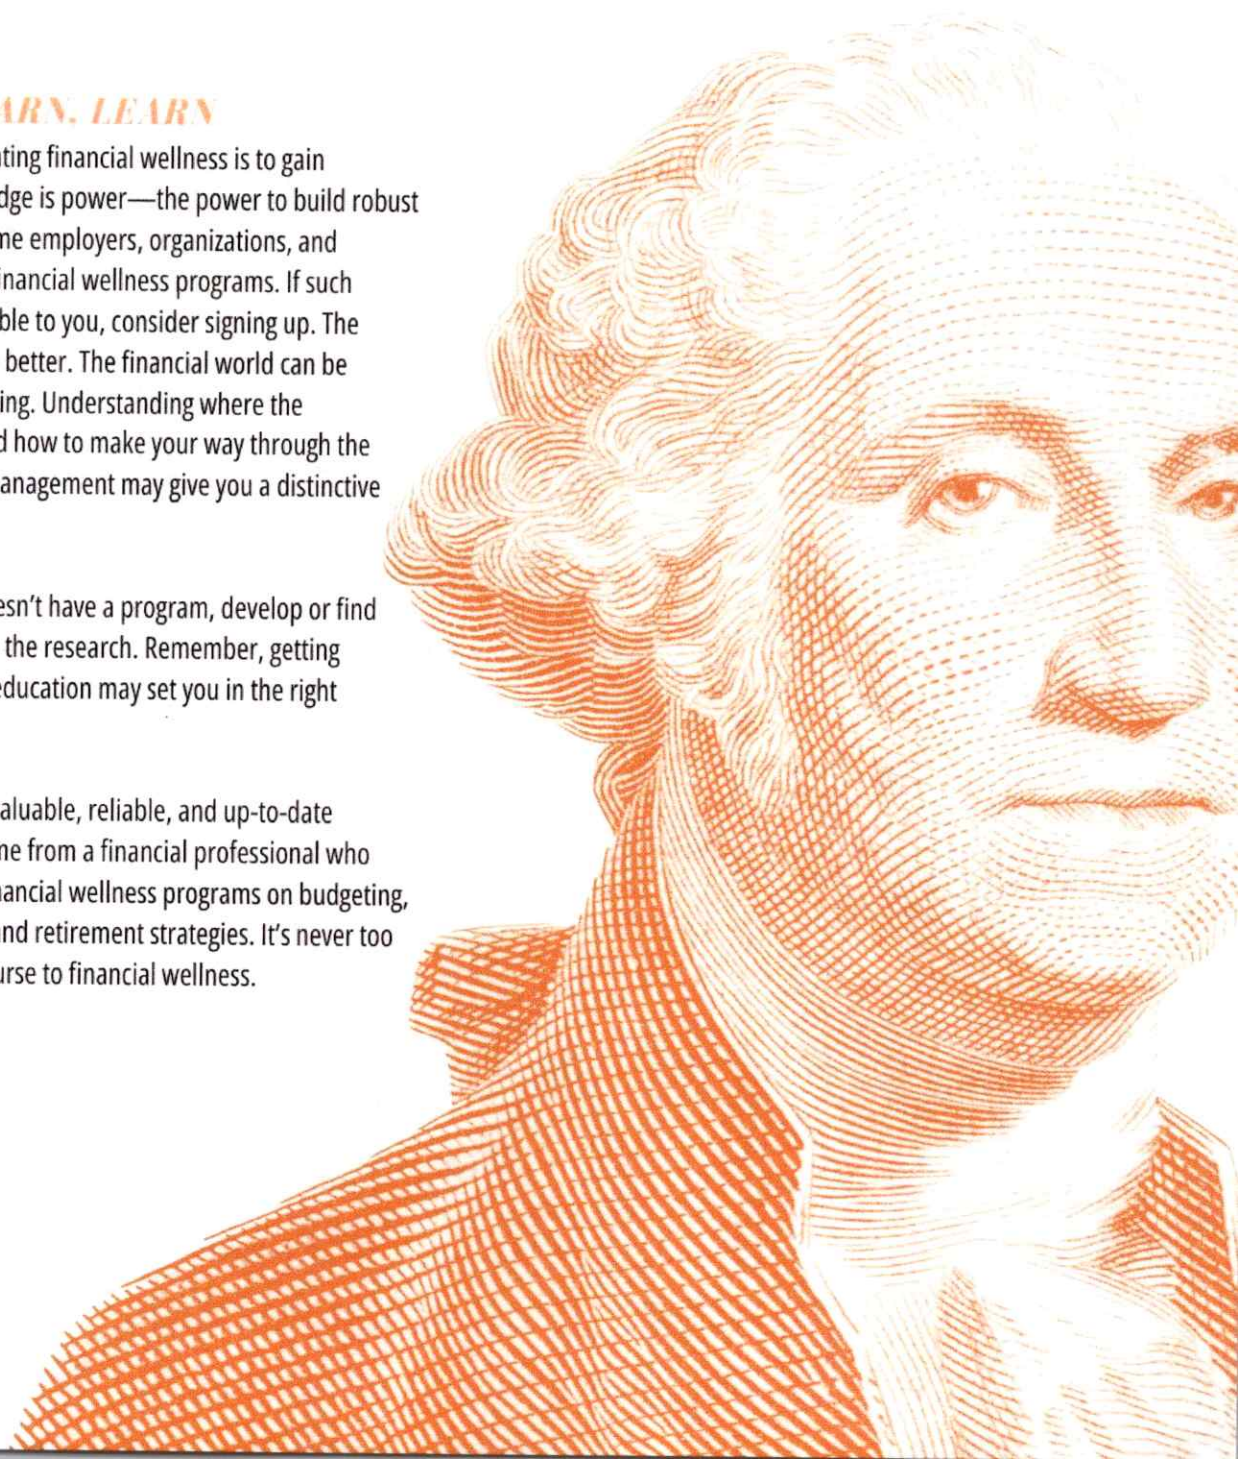 ARN, LEARN
ting financial wellness is to gain
dge is power—the power to build robust
me employers, organizations, and
inancial wellness programs. If such
ble to you, consider signing up. The
better. The financial world can be
ing. Understanding where the
d how to make your way through the
anagement may give you a distinctive
esn't have a program, develop or find
the research. Remember, getting
education may set you in the right
aluable, reliable, and up-to-date
ne from a financial professional who
nancial wellness programs on budgeting,
and retirement strategies. It's never too
urse to financial wellness.